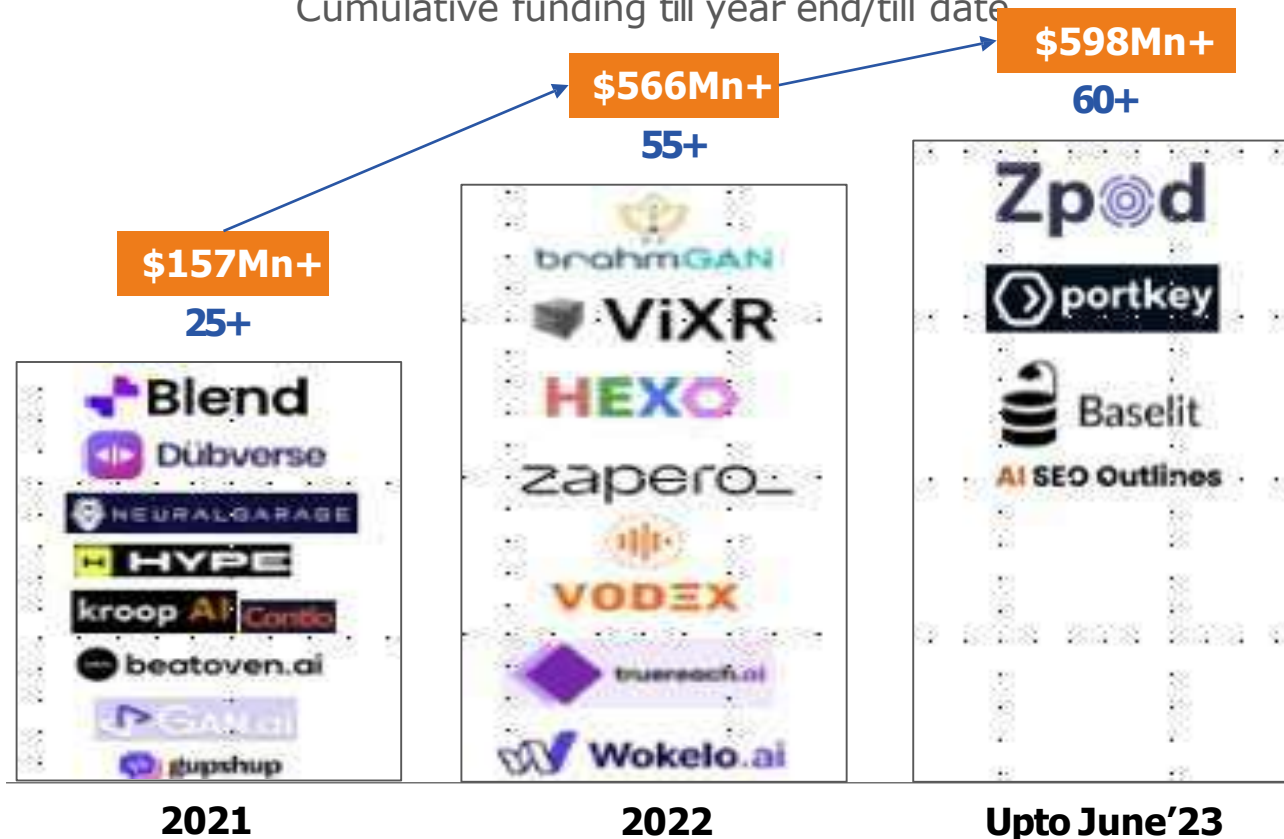 Cumulative funding till year end/till date
$598Mn+
60+
$566Mn+
55+
$157Mn+
25+
Blend
Dübverse
NEURALGARAGE
HYPE
kroop AI Contlo
beatoven.ai
GAN.ai
gupshup
2021
brahmGAN
ViXR
HEXO
zapero_
VODEX
truereach.ai
Wokelo.ai
2022
Zpod
portkey
Baselit
AI SEO Outlines
Upto June’23